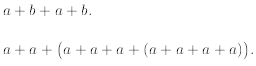 a + b + a + b.
a + a + (a + a + a + (a + a + a + a)).